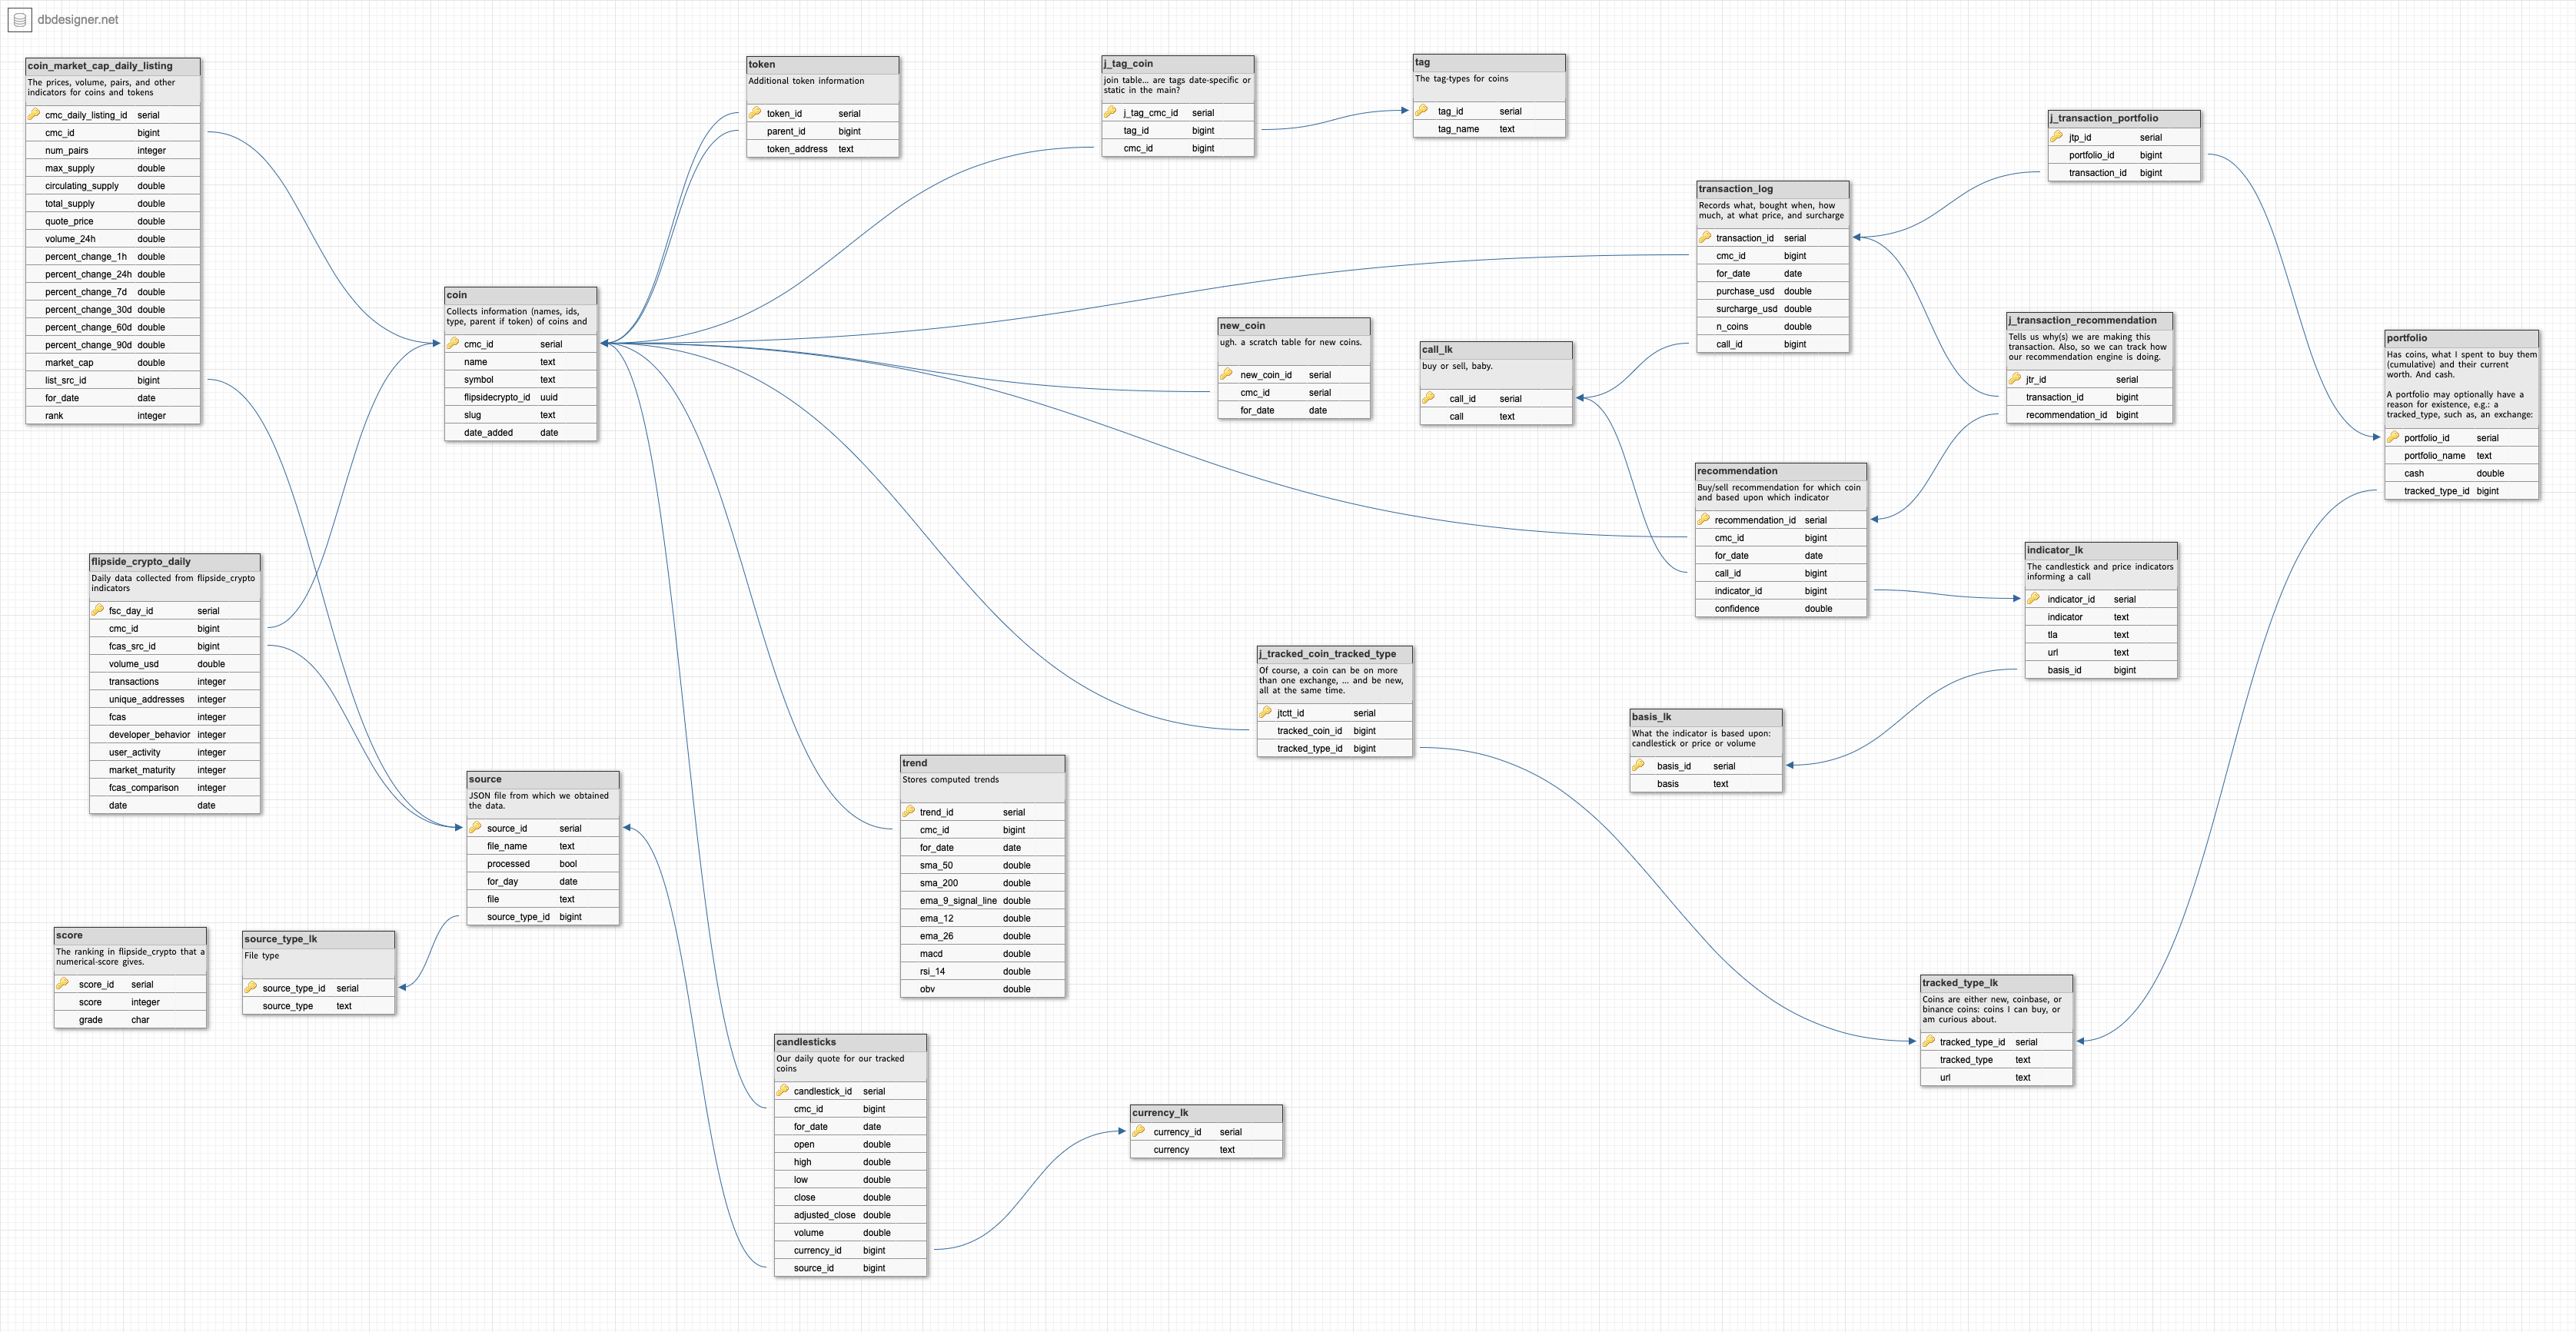 dbdesigner.net
coin_market_cap_daily_listing
The prices, volume, pairs, and other
indicators for coins and tokens
cmc_daily_listing_id serial
cmc_id bigint
num_pairs integer
max_supply double
circulating_supply double
total_supply double
quote_price double
volume_24h double
percent_change_1h double
percent_change_24h double
percent_change_7d double
percent_change_30d double
percent_change_60d double
percent_change_90d double
market_cap double
list_src_id bigint
for_date date
rank integer
token
Additional token information
token_id serial
parent_id bigint
token_address text
j_tag_coin
join table... are tags date-specific or
static in the main?
j_tag_cmc_id serial
tag_id bigint
cmc_id bigint
tag
The tag-types for coins
tag_id serial
tag_name text
j_transaction_portfolio
jtp_id serial
portfolio_id bigint
transaction_id bigint
transaction_log
Records what, bought when, how
much, at what price, and surcharge
transaction_id serial
cmc_id bigint
for_date date
purchase_usd double
surcharge_usd double
n_coins double
call_id bigint
coin
Collects information (names, ids,
type, parent if token) of coins and
cmc_id serial
name text
symbol text
flipsidecrypto_id uuid
slug text
date_added date
new_coin
ugh. a scratch table for new coins.
new_coin_id serial
cmc_id serial
for_date date
call_lk
buy or sell, baby.
call_id serial
call text
j_transaction_recommendation
Tells us why(s) we are making this
transaction. Also, so we can track how
our recommendation engine is doing.
jtr_id serial
transaction_id bigint
recommendation_id bigint
portfolio
Has coins, what I spent to buy them
(cumulative) and their current
worth. And cash.
A portfolio may optionally have a
reason for existence, e.g.: a
tracked_type, such as, an exchange:
portfolio_id serial
portfolio_name text
cash double
tracked_type_id bigint
recommendation
Buy/sell recommendation for which coin
and based upon which indicator
recommendation_id serial
cmc_id bigint
for_date date
call_id bigint
indicator_id bigint
confidence double
flipside_crypto_daily
Daily data collected from flipside_crypto
indicators
fsc_day_id serial
cmc_id bigint
fcas_src_id bigint
volume_usd double
transactions integer
unique_addresses integer
fcas integer
developer_behavior integer
user_activity integer
market_maturity integer
fcas_comparison integer
date date
indicator_lk
The candlestick and price indicators
informing a call
indicator_id serial
indicator text
tla text
url text
basis_id bigint
j_tracked_coin_tracked_type
Of course, a coin can be on more
than one exchange, ... and be new,
all at the same time.
jtctt_id serial
tracked_coin_id bigint
tracked_type_id bigint
basis_lk
What the indicator is based upon:
candlestick or price or volume
basis_id serial
basis text
source
JSON file from which we obtained
the data.
source_id serial
file_name text
processed bool
for_day date
file text
source_type_id bigint
trend
Stores computed trends
trend_id serial
cmc_id bigint
for_date date
sma_50 double
sma_200 double
ema_9_signal_line double
ema_12 double
ema_26 double
macd double
rsi_14 double
obv double
score
The ranking in flipside_crypto that a
numerical-score gives.
score_id serial
score integer
grade char
source_type_lk
File type
source_type_id serial
source_type text
tracked_type_lk
Coins are either new, coinbase, or
binance coins: coins I can buy, or
am curious about.
tracked_type_id serial
tracked_type text
url text
candlesticks
Our daily quote for our tracked
coins
candlestick_id serial
cmc_id bigint
for_date date
open double
high double
low double
close double
adjusted_close double
volume double
currency_id bigint
source_id bigint
currency_lk
currency_id serial
currency text